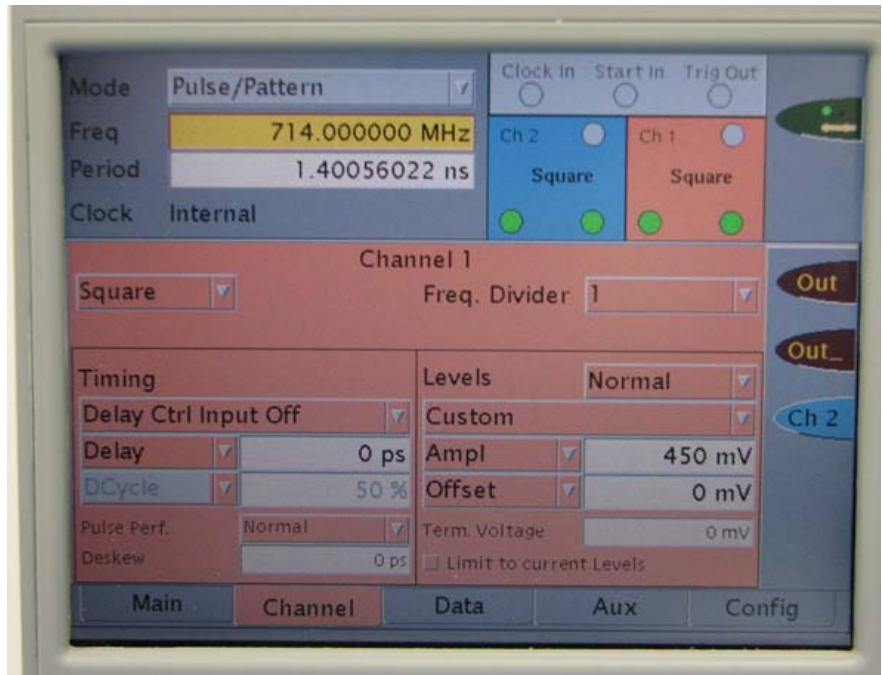 Mode Pulse/Pattern
Freq 714.000000 MHz
Period 1.40056022 ns
Clock Internal
Clock In Start In Trig Out
Ch 2 Ch 1
Square Square
Channel 1
Square Freq. Divider 1
Out
Out_
Ch 2
Timing
Delay Ctrl Input Off
Delay 0 ps
DCycle 50 %
Pulse Perf. Normal
Deskew 0 ps
Levels Normal
Custom
Ampl 450 mV
Offset 0 mV
Term. Voltage 0 mV
Limit to current Levels
Main Channel Data Aux Config